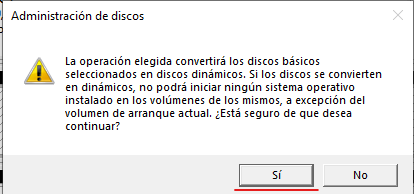 Administración de discos
La operación elegida convertirá los discos básicos
seleccionados en discos dinámicos. Si los discos se convierten
en dinámicos, no podrá iniciar ningún sistema operativo
instalado en los volúmenes de los mismos, a excepción del
volumen de arranque actual. ¿Está seguro de que desea
continuar?
Sí No